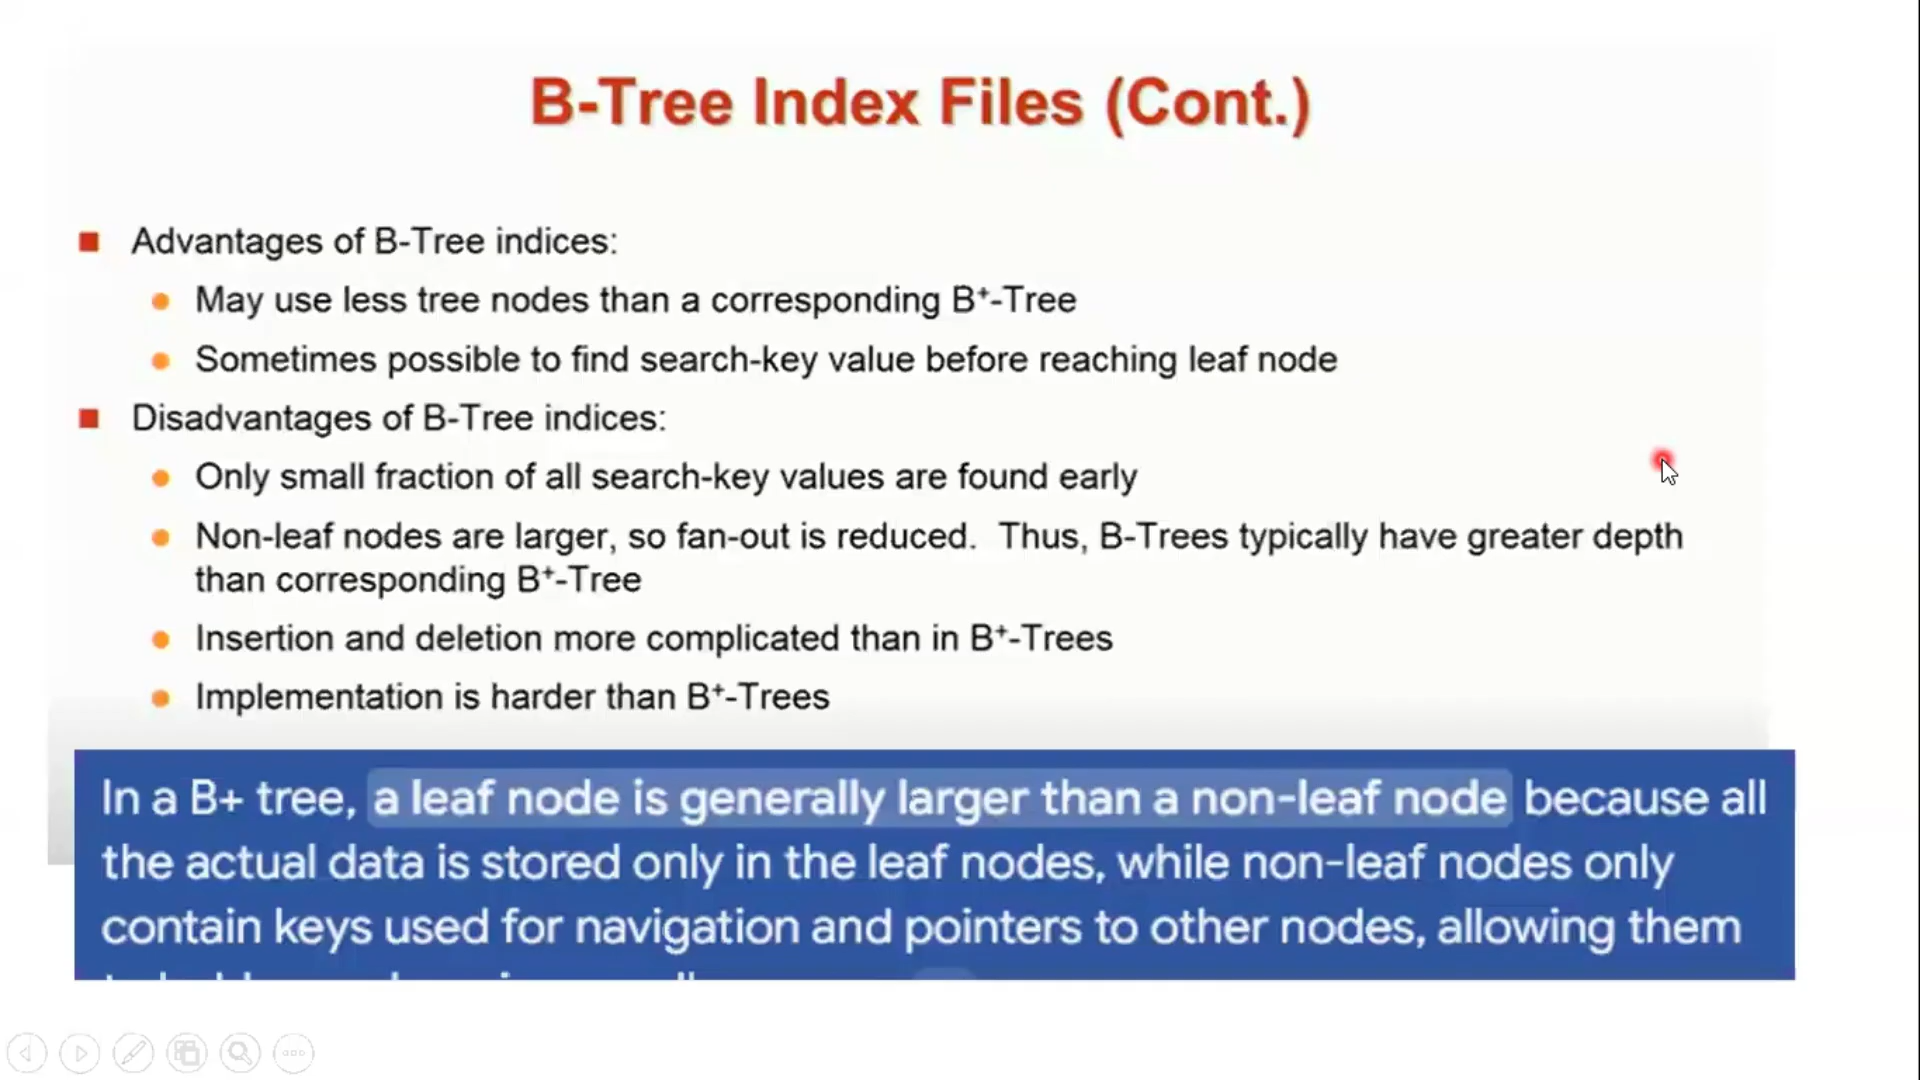 B-Tree Index Files (Cont.)
Advantages of B-Tree indices:
May use less tree nodes than a corresponding B+-Tree
Sometimes possible to find search-key value before reaching leaf node
Disadvantages of B-Tree indices:
Only small fraction of all search-key values are found early
Non-leaf nodes are larger, so fan-out is reduced. Thus, B-Trees typically have greater depth
than corresponding B+-Tree
Insertion and deletion more complicated than in B+-Trees
Implementation is harder than B+-Trees
In a B+ tree, a leaf node is generally larger than a non-leaf node because all
the actual data is stored only in the leaf nodes, while non-leaf nodes only
contain keys used for navigation and pointers to other nodes, allowing them